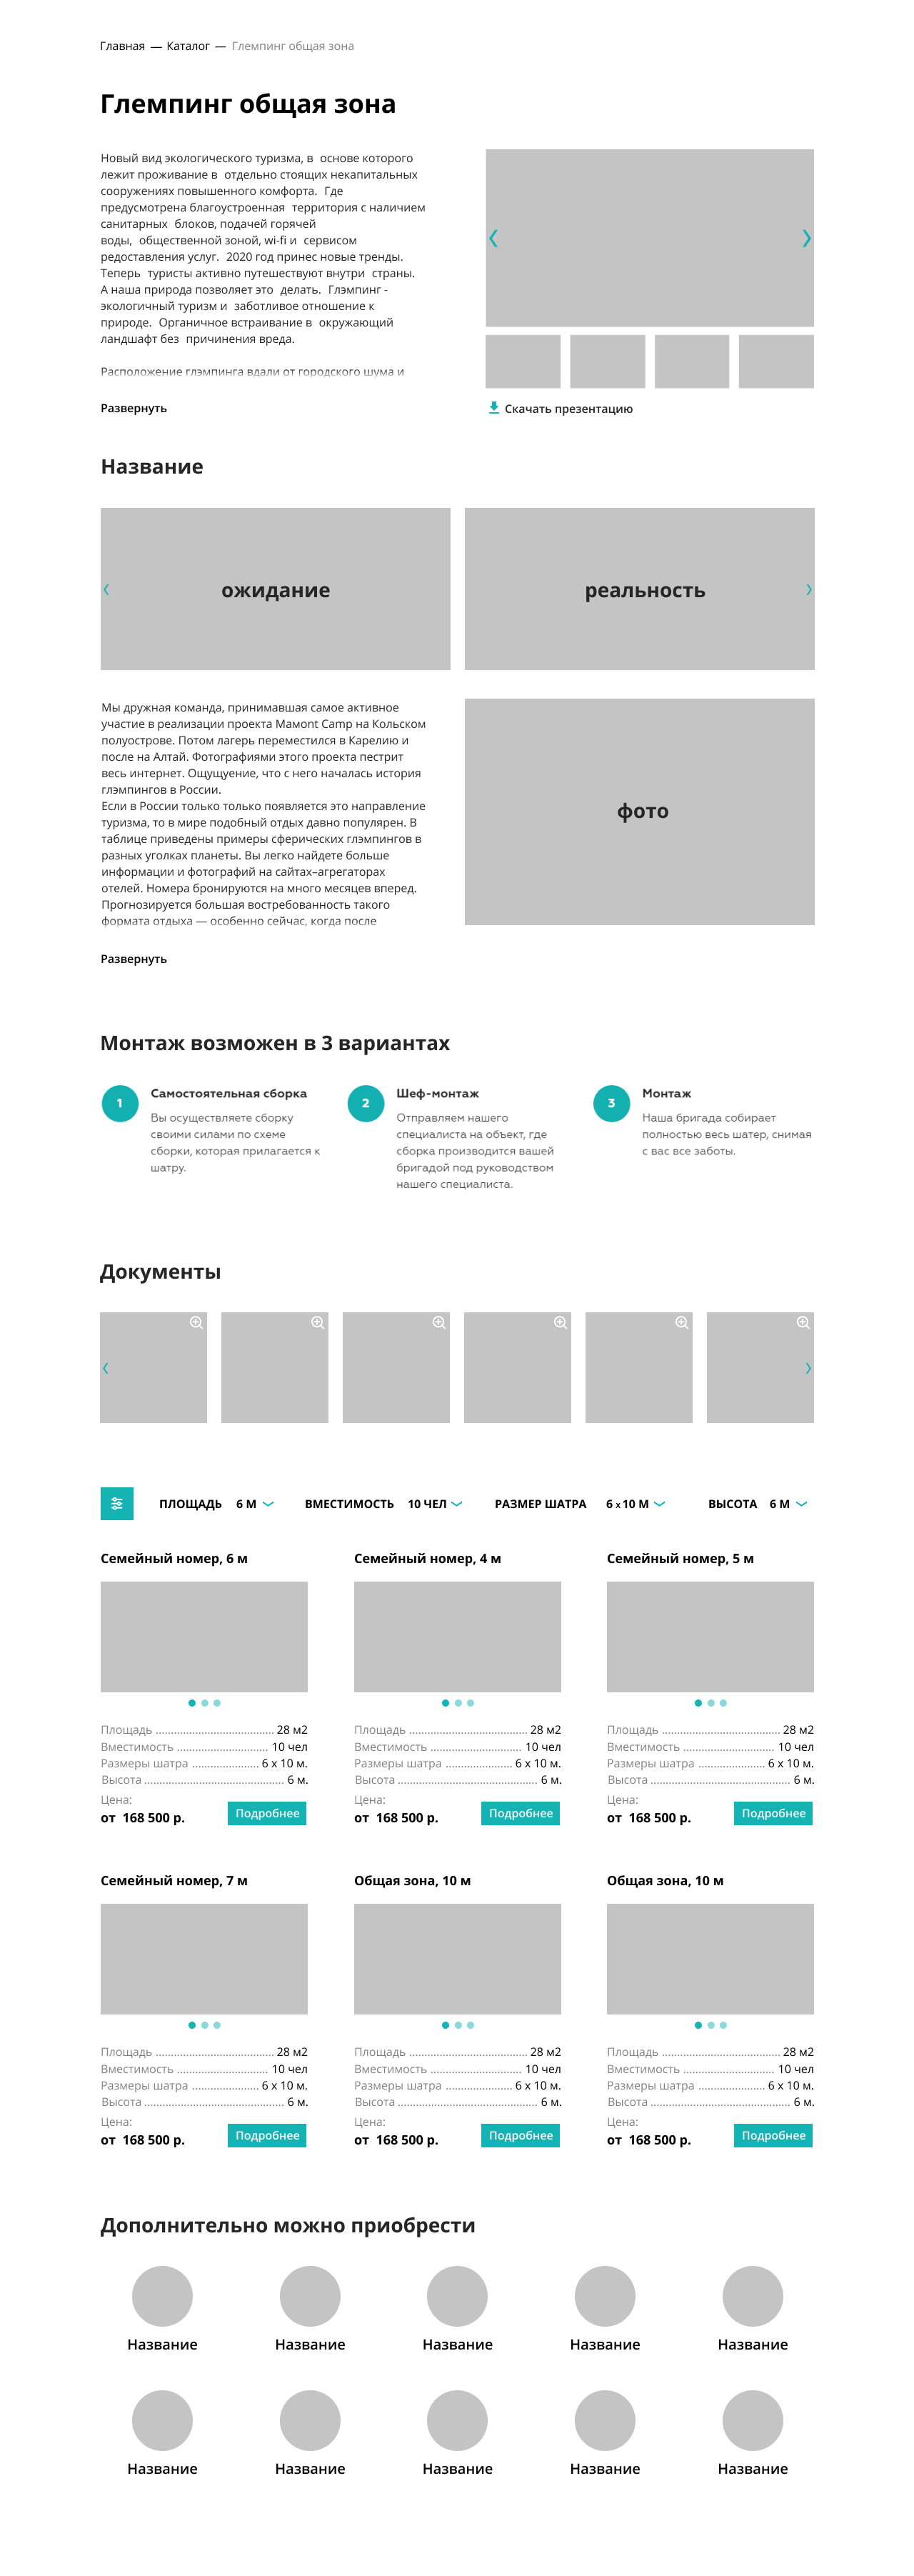 Главная — Каталог — Глемпинг общая зона
Глемпинг общая зона
Новый вид экологического туризма, в основе которого
лежит проживание в отдельно стоящих некапитальных
сооружениях повышенного комфорта. Где
предусмотрена благоустроенная территория с наличием
санитарных блоков, подачей горячей
воды, общественной зоной, wi-fi и сервисом
редоставления услуг. 2020 год принес новые тренды.
Теперь туристы активно путешествуют внутри страны.
А наша природа позволяет это делать. Глэмпинг -
экологичный туризм и заботливое отношение к
природе. Органичное встраивание в окружающий
ландшафт без причинения вреда.
Расположение глэмпинга вдали от городского шума и
Развернуть
Скачать презентацию
Название
ожидание
реальность
Мы дружная команда, принимавшая самое активное
участие в реализации проекта Mamont Camp на Кольском
полуострове. Потом лагерь переместился в Карелию и
после на Алтай. Фотографиями этого проекта пестрит
весь интернет. Ощущуение, что с него началась история
глэмпингов в России.
Если в России только только появляется это направление
туризма, то в мире подобный отдых давно популярен. В
таблице приведены примеры сферических глэмпингов в
разных уголках планеты. Вы легко найдете больше
информации и фотографий на сайтах–агрегаторах
отелей. Номера бронируются на много месяцев вперед.
Прогнозируется большая востребованность такого
формата отдыха — особенно сейчас, когда после
фото
Развернуть
Монтаж возможен в 3 вариантах
1
Самостоятельная сборка
Вы осуществляете сборку
своими силами по схеме
сборки, которая прилагается к
шатру.
2
Шеф-монтаж
Отправляем нашего
специалиста на объект, где
сборка производится вашей
бригадой под руководством
нашего специалиста.
3
Монтаж
Наша бригада собирает
полностью весь шатер, снимая
с вас все заботы.
Документы
ПЛОЩАДЬ 6 М ВМЕСТИМОСТЬ 10 ЧЕЛ РАЗМЕР ШАТРА 6 x 10 М ВЫСОТА 6 М
Семейный номер, 6 м
Площадь ....................................... 28 м2
Вместимость .............................. 10 чел
Размеры шатра ...................... 6 х 10 м.
Высота .............................................. 6 м.
Цена:
от 168 500 р.
Подробнее
Семейный номер, 4 м
Площадь ....................................... 28 м2
Вместимость .............................. 10 чел
Размеры шатра ...................... 6 х 10 м.
Высота .............................................. 6 м.
Цена:
от 168 500 р.
Подробнее
Семейный номер, 5 м
Площадь ....................................... 28 м2
Вместимость .............................. 10 чел
Размеры шатра ...................... 6 х 10 м.
Высота .............................................. 6 м.
Цена:
от 168 500 р.
Подробнее
Семейный номер, 7 м
Площадь ....................................... 28 м2
Вместимость .............................. 10 чел
Размеры шатра ...................... 6 х 10 м.
Высота .............................................. 6 м.
Цена:
от 168 500 р.
Подробнее
Общая зона, 10 м
Площадь ....................................... 28 м2
Вместимость .............................. 10 чел
Размеры шатра ...................... 6 х 10 м.
Высота .............................................. 6 м.
Цена:
от 168 500 р.
Подробнее
Общая зона, 10 м
Площадь ....................................... 28 м2
Вместимость .............................. 10 чел
Размеры шатра ...................... 6 х 10 м.
Высота .............................................. 6 м.
Цена:
от 168 500 р.
Подробнее
Дополнительно можно приобрести
Название Название Название Название Название
Название Название Название Название Название